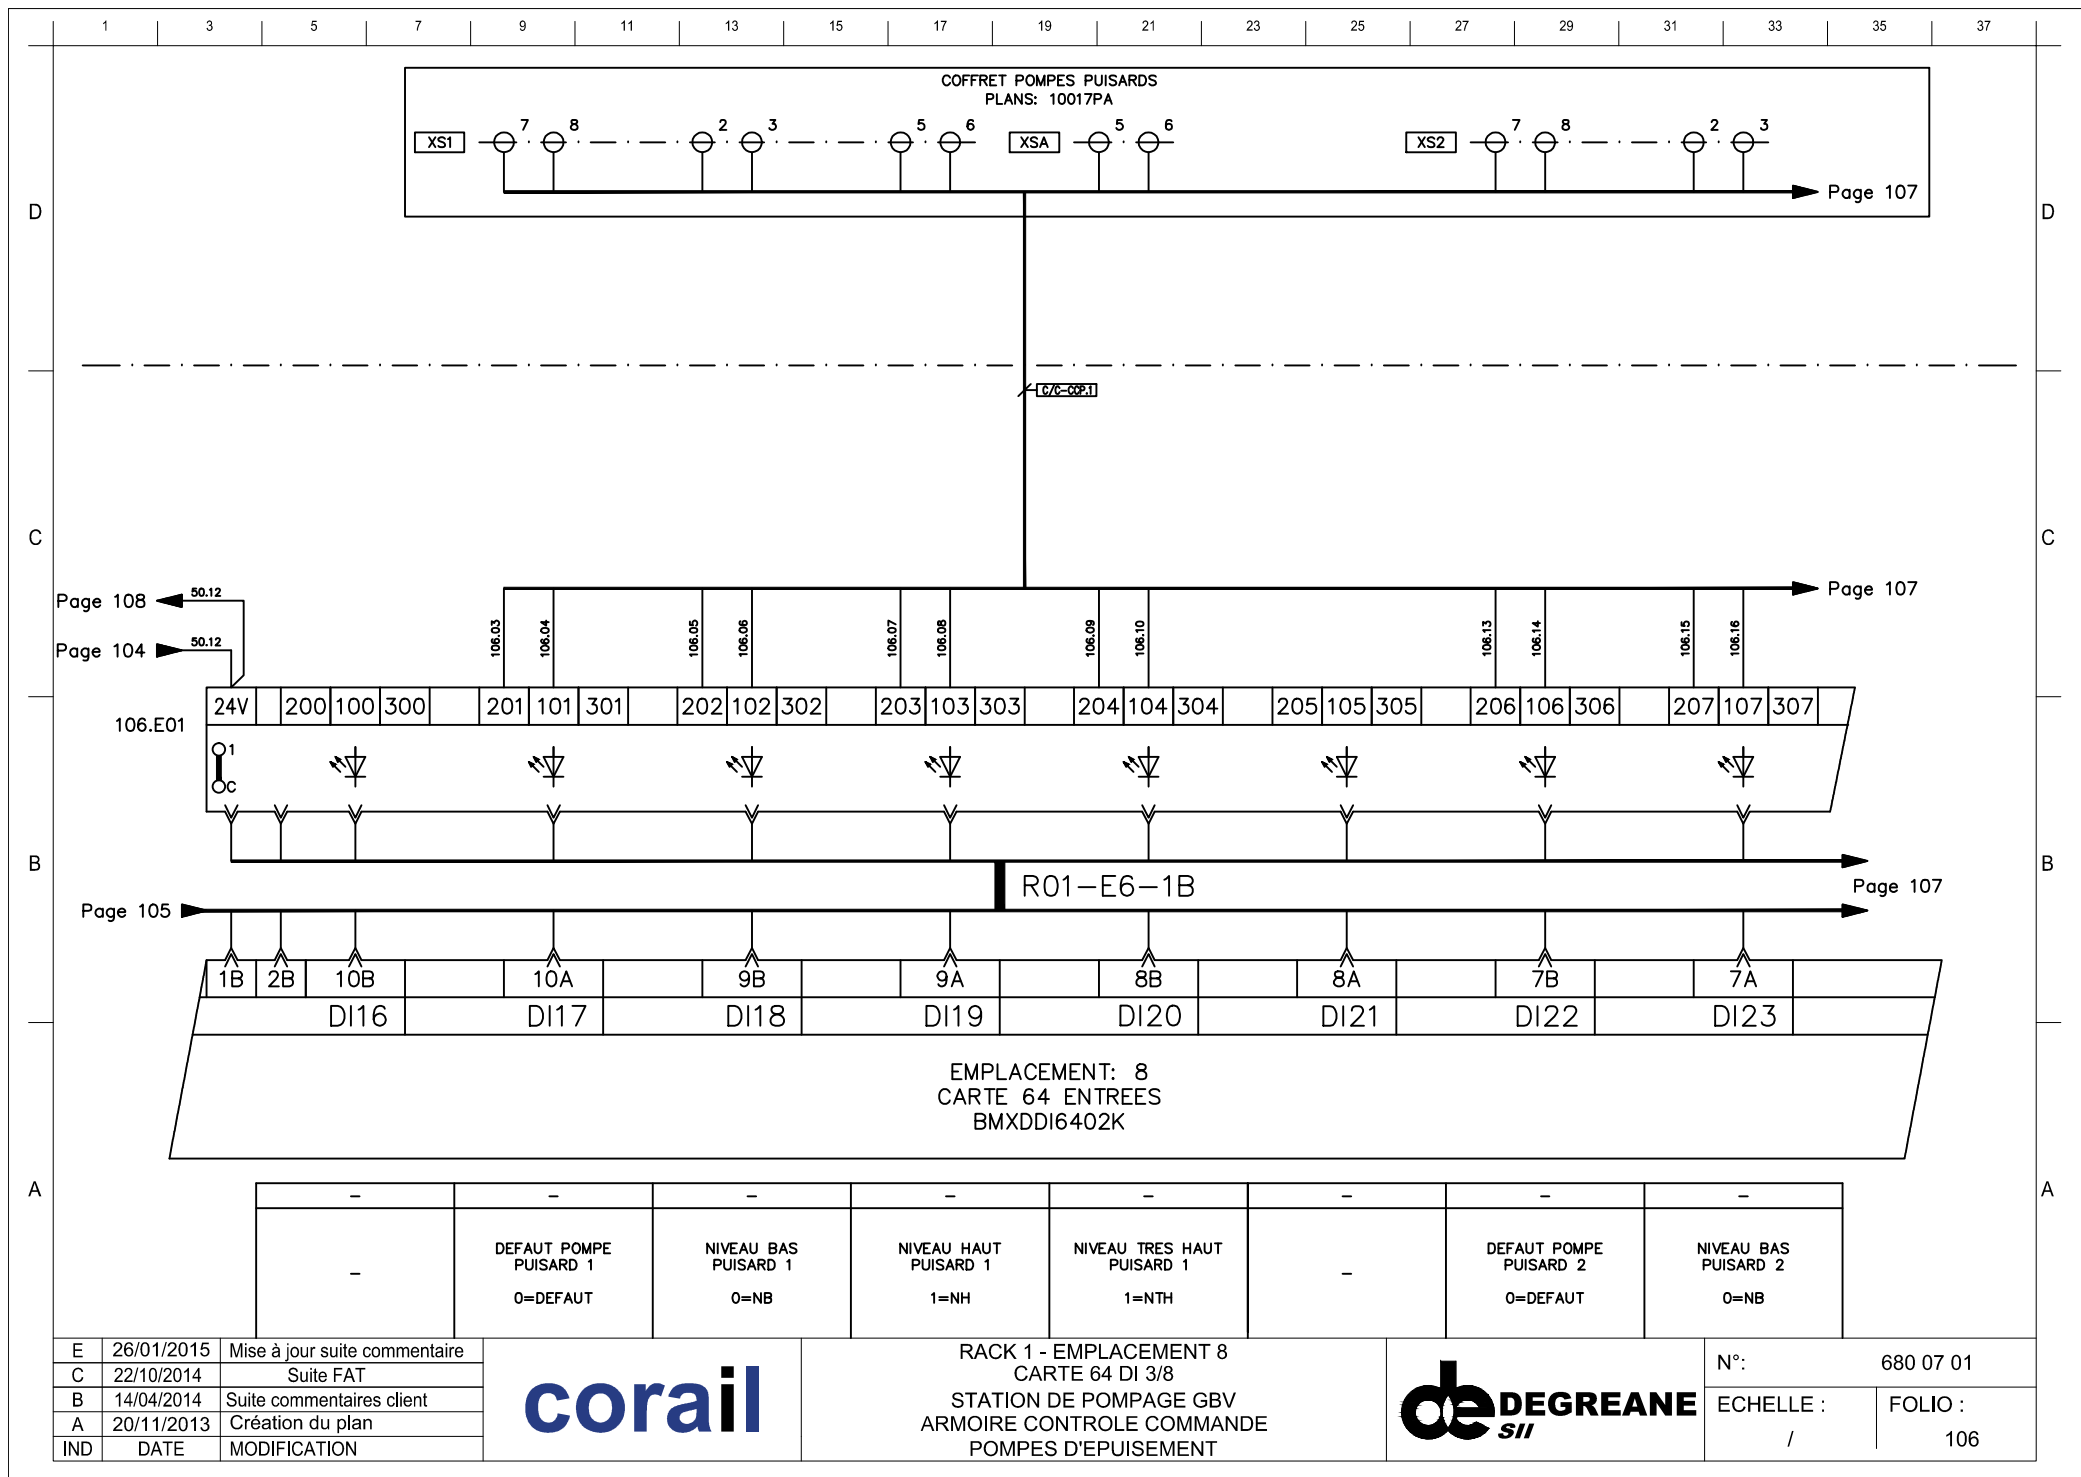 1 3 5 7 9 11 13 15 17 19 21 23 25 27 29 31 33 35 37
COFFRET POMPES PUISARDS
PLANS: 10017PA
XS1 7 8 2 3 5 6 XSA 5 6 XS2 7 8 2 3
Page 107
D D
C/C-CCP.1
C C
Page 108 50.12
Page 107
Page 104 50.12
106.03 106.04 106.05 106.06 106.07 106.08 106.09 106.10 106.13 106.14 106.15 106.16
24V 200 100 300 201 101 301 202 102 302 203 103 303 204 104 304 205 105 305 206 106 306 207 107 307
106.E01
1
C
B B
R01-E6-1B
Page 107
Page 105
1B 2B 10B 10A 9B 9A 8B 8A 7B 7A
DI16 DI17 DI18 DI19 DI20 DI21 DI22 DI23
EMPLACEMENT: 8
CARTE 64 ENTREES
BMXDDI6402K
A A
- - - - - - - -
-
DEFAUT POMPE
PUISARD 1
0=DEFAUT
NIVEAU BAS
PUISARD 1
0=NB
NIVEAU HAUT
PUISARD 1
1=NH
NIVEAU TRES HAUT
PUISARD 1
1=NTH
-
DEFAUT POMPE
PUISARD 2
0=DEFAUT
NIVEAU BAS
PUISARD 2
0=NB
E 26/01/2015 Mise à jour suite commentaire
C 22/10/2014 Suite FAT
B 14/04/2014 Suite commentaires client
A 20/11/2013 Création du plan
IND DATE MODIFICATION
corail
RACK 1 - EMPLACEMENT 8
CARTE 64 DI 3/8
STATION DE POMPAGE GBV
ARMOIRE CONTROLE COMMANDE
POMPES D'EPUISEMENT
de DEGREANE
SII
N°: 680 07 01
ECHELLE :
/
FOLIO :
106